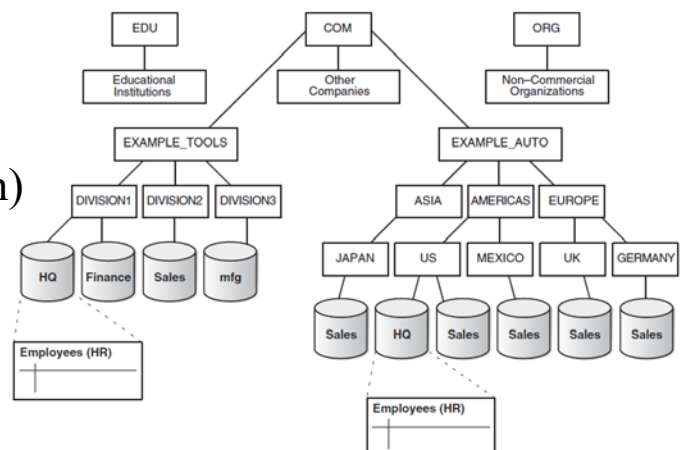 EDU
COM
ORG
Educational
Institutions
Other
Companies
Non–Commercial
Organizations
EXAMPLE_TOOLS
EXAMPLE_AUTO
n)
DIVISION1
DIVISION2
DIVISION3
ASIA
AMERICAS
EUROPE
HQ
Finance
Sales
mfg
JAPAN
US
MEXICO
UK
GERMANY
Sales
HQ
Sales
Sales
Sales
Sales
Employees (HR)
Employees (HR)